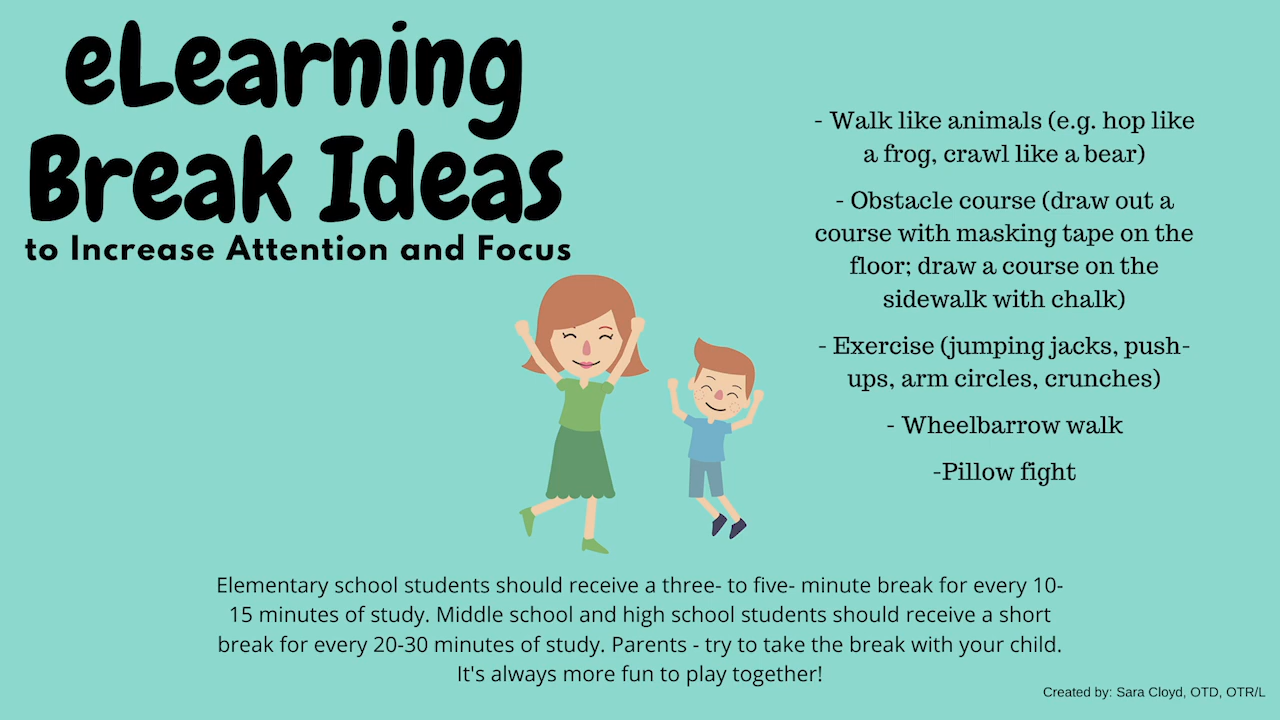 eLearning
Break Ideas
to Increase Attention and Focus
- Walk like animals (e.g. hop like
a frog, crawl like a bear)
- Obstacle course (draw out a
course with masking tape on the
floor; draw a course on the
sidewalk with chalk)
- Exercise (jumping jacks, push-
ups, arm circles, crunches)
- Wheelbarrow walk
-Pillow fight
Elementary school students should receive a three- to five- minute break for every 10-
15 minutes of study. Middle school and high school students should receive a short
break for every 20-30 minutes of study. Parents - try to take the break with your child.
It's always more fun to play together!
Created by: Sara Cloyd, OTD, OTR/L